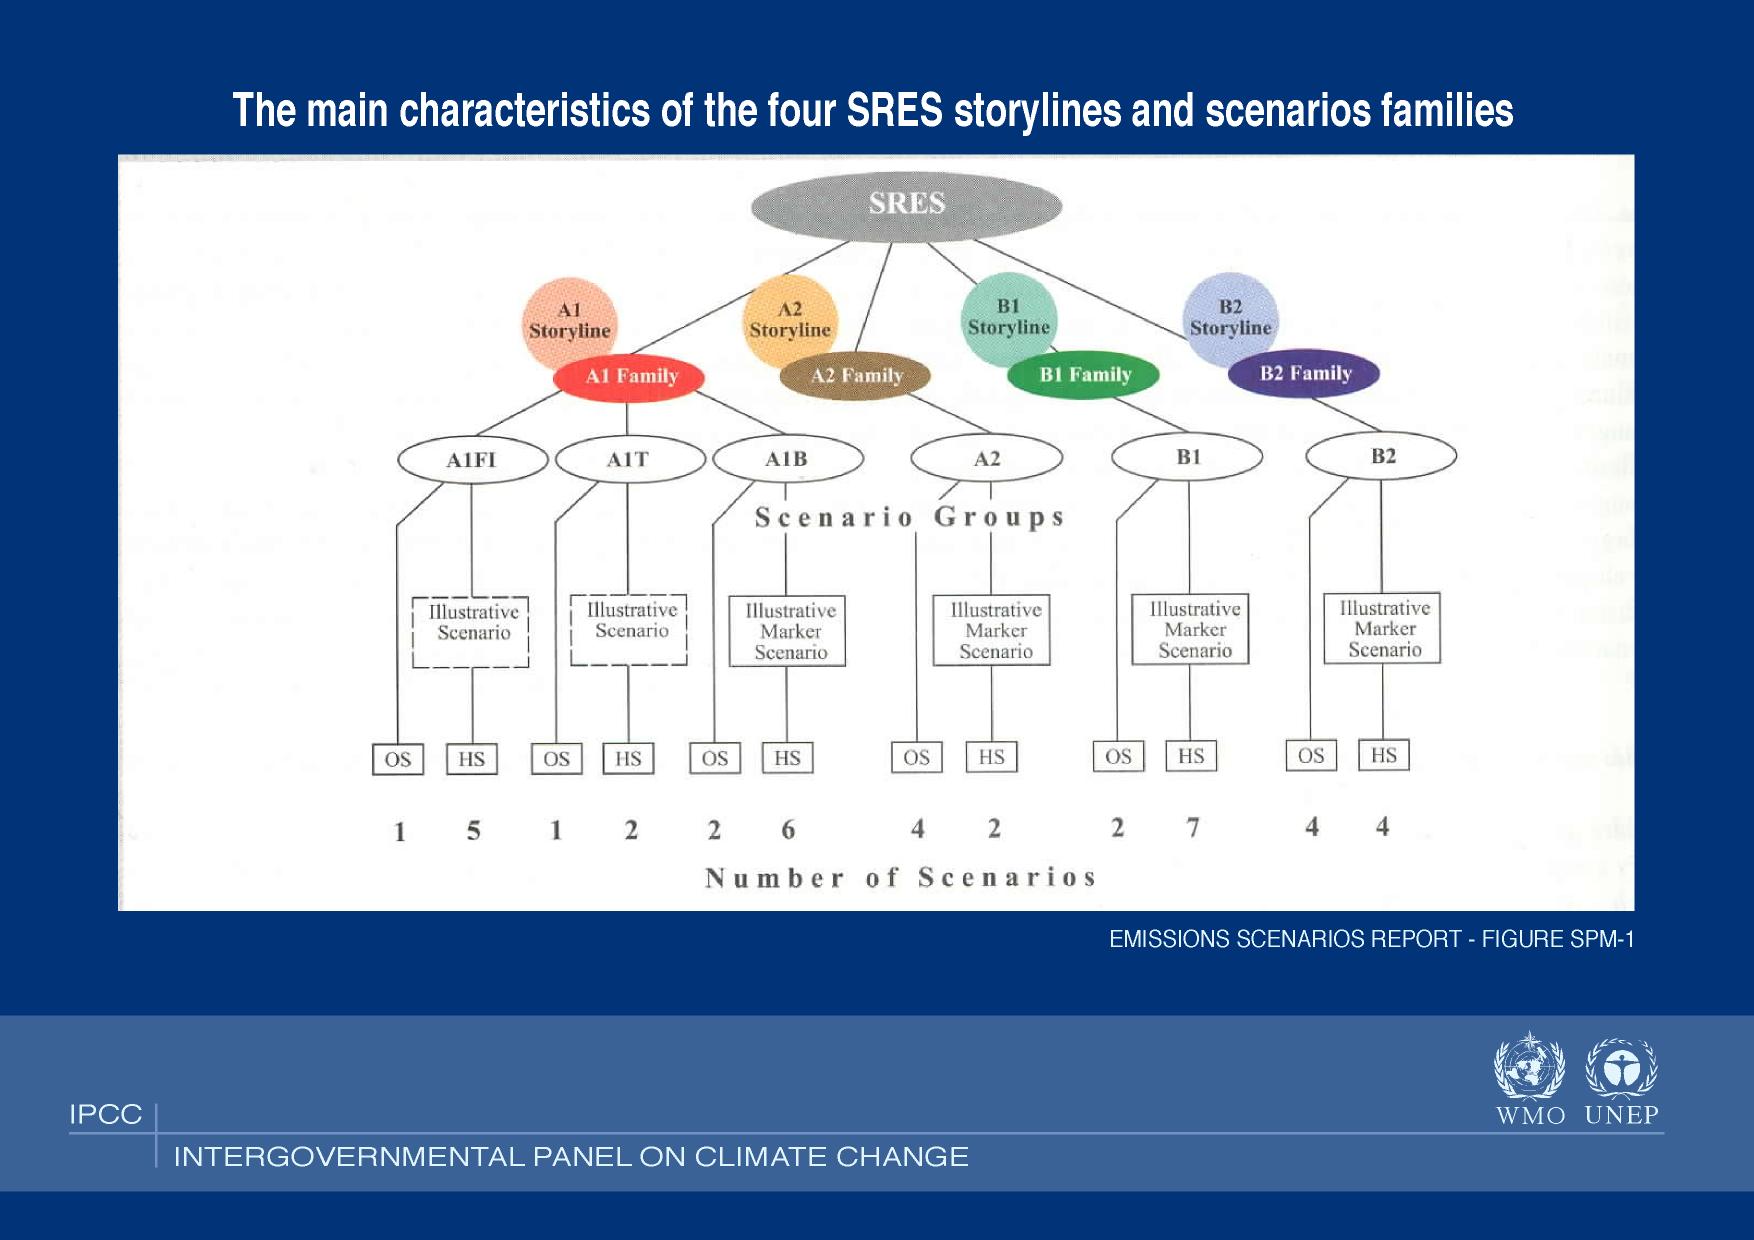 The main characteristics of the four SRES storylines and scenarios families
SRES
A1
Storyline
A2
Storyline
B1
Storyline
B2
Storyline
A1 Family
A2 Family
B1 Family
B2 Family
A1FI
A1T
A1B
A2
B1
B2
Scenario Groups
Illustrative
Scenario
Illustrative
Scenario
Illustrative
Marker
Scenario
Illustrative
Marker
Scenario
Illustrative
Marker
Scenario
Illustrative
Marker
Scenario
OS HS OS HS OS HS OS HS OS HS OS HS
1 5 1 2 2 6 4 2 2 7 4 4
Number of Scenarios
EMISSIONS SCENARIOS REPORT - FIGURE SPM-1
WMO UNEP
IPCC
INTERGOVERNMENTAL PANEL ON CLIMATE CHANGE